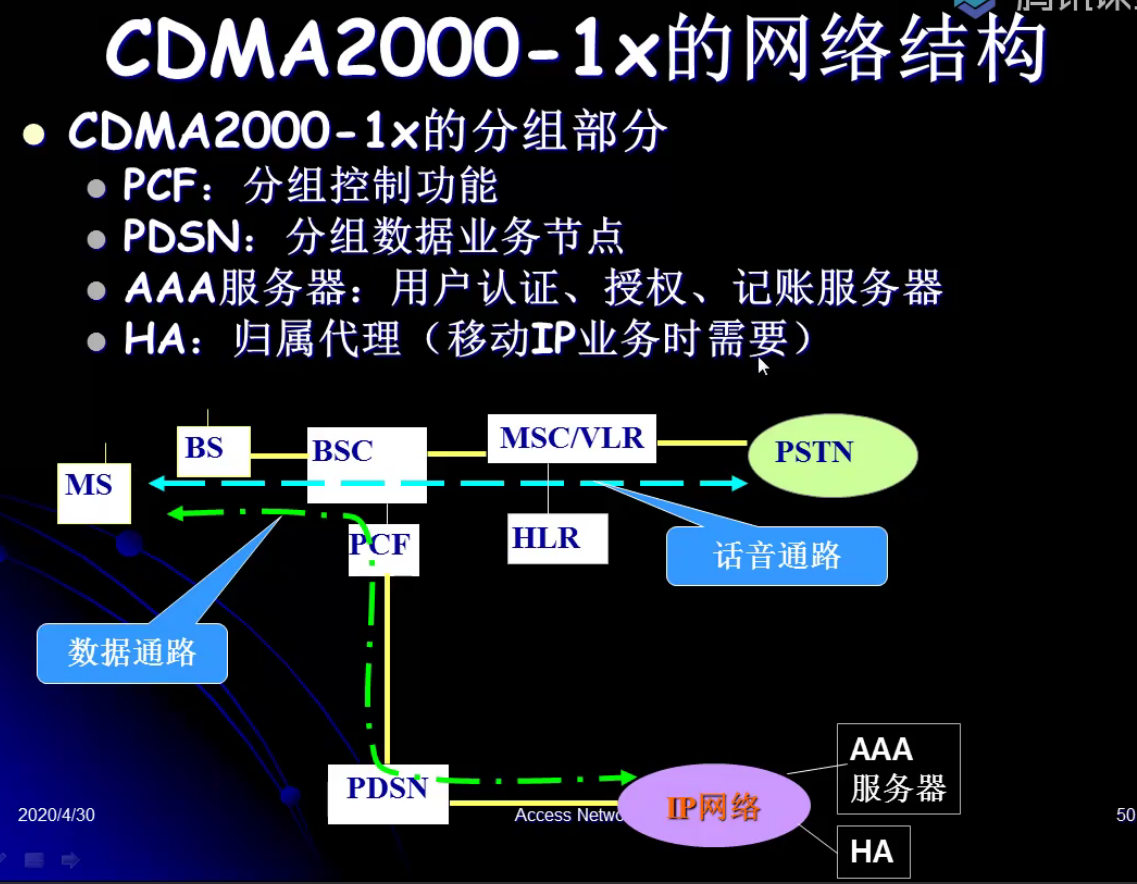 CDMA2000-1x的网络结构
CDMA2000-1x的分组部分
PCF：分组控制功能
PDSN：分组数据业务节点
AAA服务器：用户认证、授权、记账服务器
HA：归属代理（移动IP业务时需要）
BS
BSC
MSC/VLR
PSTN
MS
PCF
HLR
话音通路
数据通路
PDSN
IP网络
AAA
服务器
HA
2020/4/30
Access
50